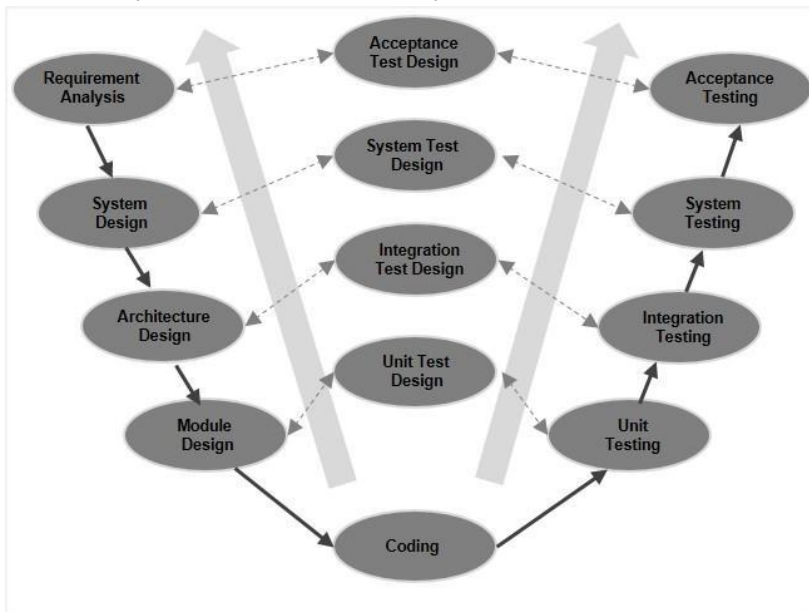 Acceptance
Test Design
Requirement
Analysis
Acceptance
Testing
System Test
Design
System
Design
System
Testing
Integration
Test Design
Architecture
Design
Integration
Testing
Unit Test
Design
Module
Design
Unit
Testing
Coding